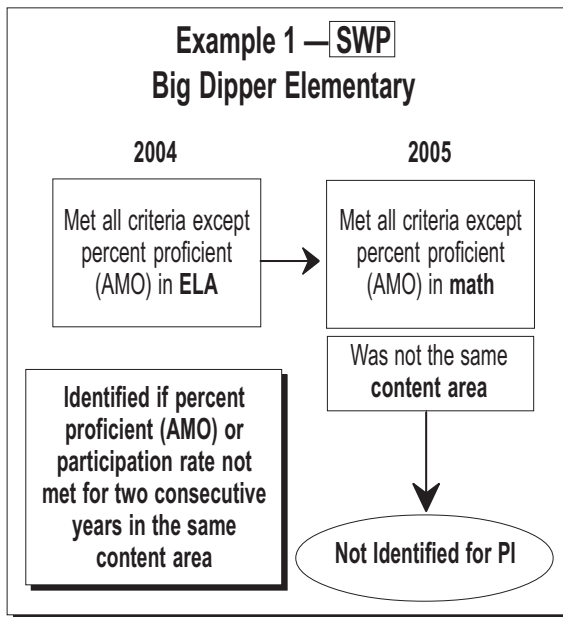 Example 1 — SWP
Big Dipper Elementary
2004
Met all criteria except
percent proficient
(AMO) in ELA
2005
Met all criteria except
percent proficient
(AMO) in math
Was not the same
content area
Identified if percent
proficient (AMO) or
participation rate not
met for two consecutive
years in the same
content area
Not Identified for PI